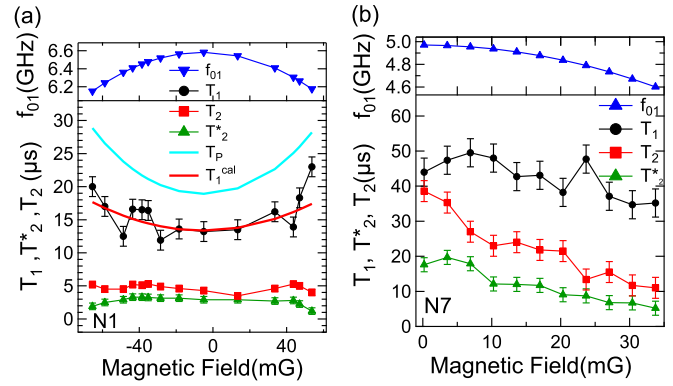 (a)
(b)
f01(GHz)
6.6
6.4
6.2
f01
T1
T2
T*2
TP
T1cal
T1 ,T*2 ,T2 (μs)
30
25
20
15
10
5
0
N1
-40 -20 0 20 40
Magnetic Field(mG)
f01(GHz)
5.0
4.8
4.6
f01
T1
T2
T*2
T1, T*2, T2(μs)
60
50
40
30
20
10
0
N7
0 10 20 30
Magnetic Field(mG)